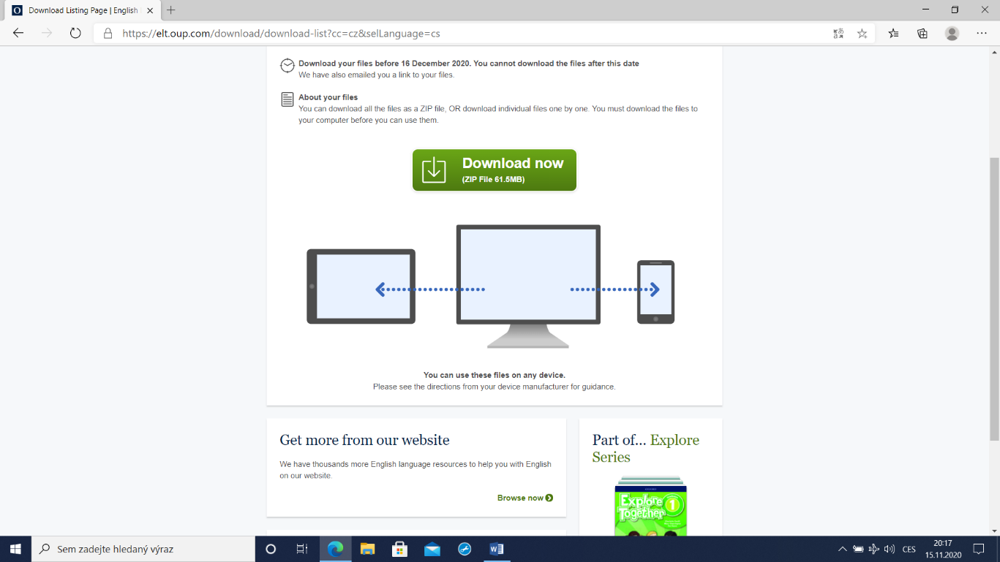 Download Listing Page | English
https://elt.oup.com/download/download-list?cc=cz&selLanguage=cs
Download your files before 16 December 2020. You cannot download the files after this date
We have also emailed you a link to your files.
About your files
You can download all the files as a ZIP file, OR download individual files one by one. You must download the files to
your computer before you can use them.
Download now
(ZIP File 61.5MB)
You can use these files on any device.
Please see the directions from your device manufacturer for guidance.
Get more from our website
We have thousands more English language resources to help you with English
on our website.
Browse now
Part of... Explore
Series
Explore
Together
1
Sem zadejte hledaný výraz
CES
20:17
15.11.2020